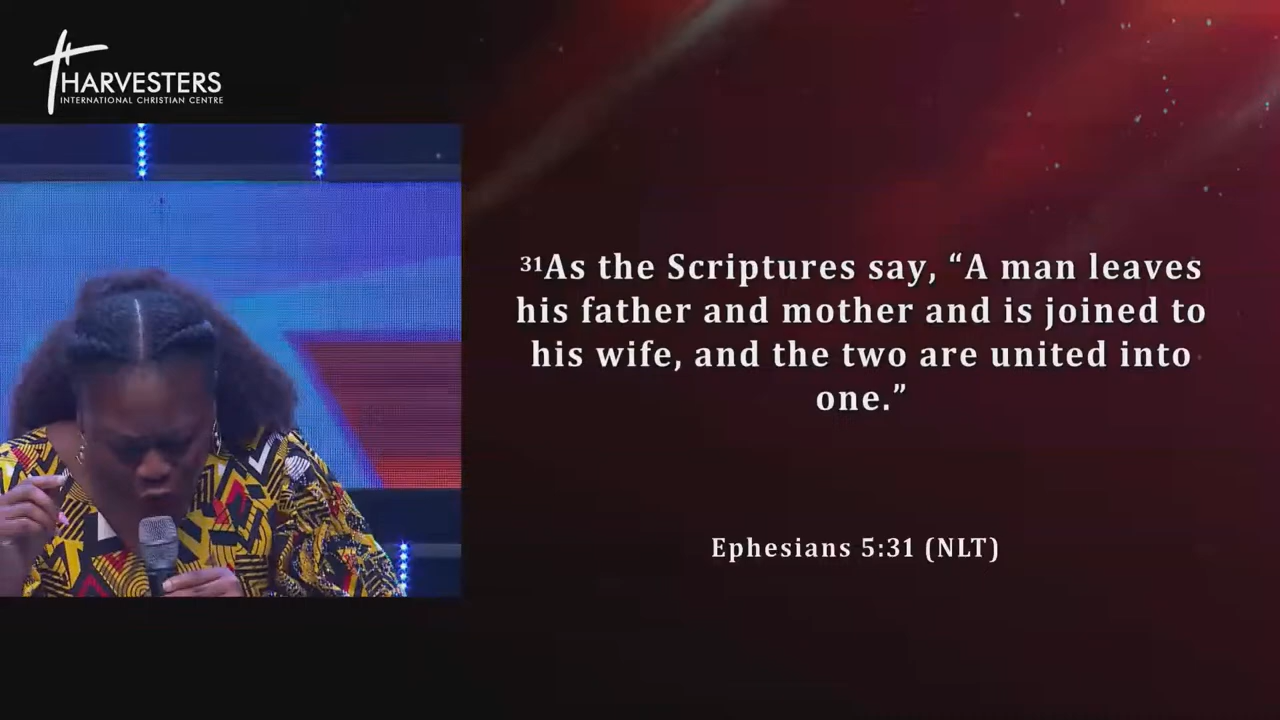 HARVESTERS
INTERNATIONAL CHRISTIAN CENTRE
³¹As the Scriptures say, “A man leaves
his father and mother and is joined to
his wife, and the two are united into
one.”
Ephesians 5:31 (NLT)